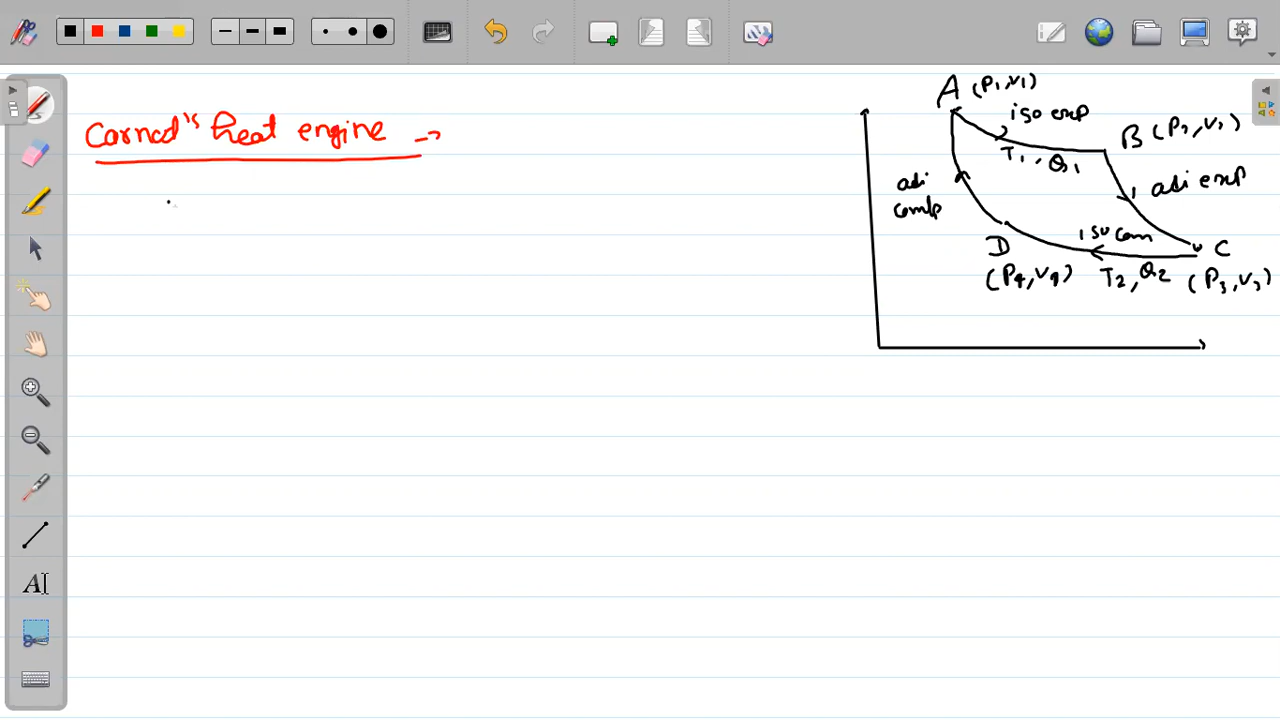 Carnot's heat engine →
A (P1, V1)
iso exp
B (P2, V2)
T1, Q1
adi exp
adi
comp
iso com
C
D
(P4, V4)
T2, Q2
(P3, V3)
A